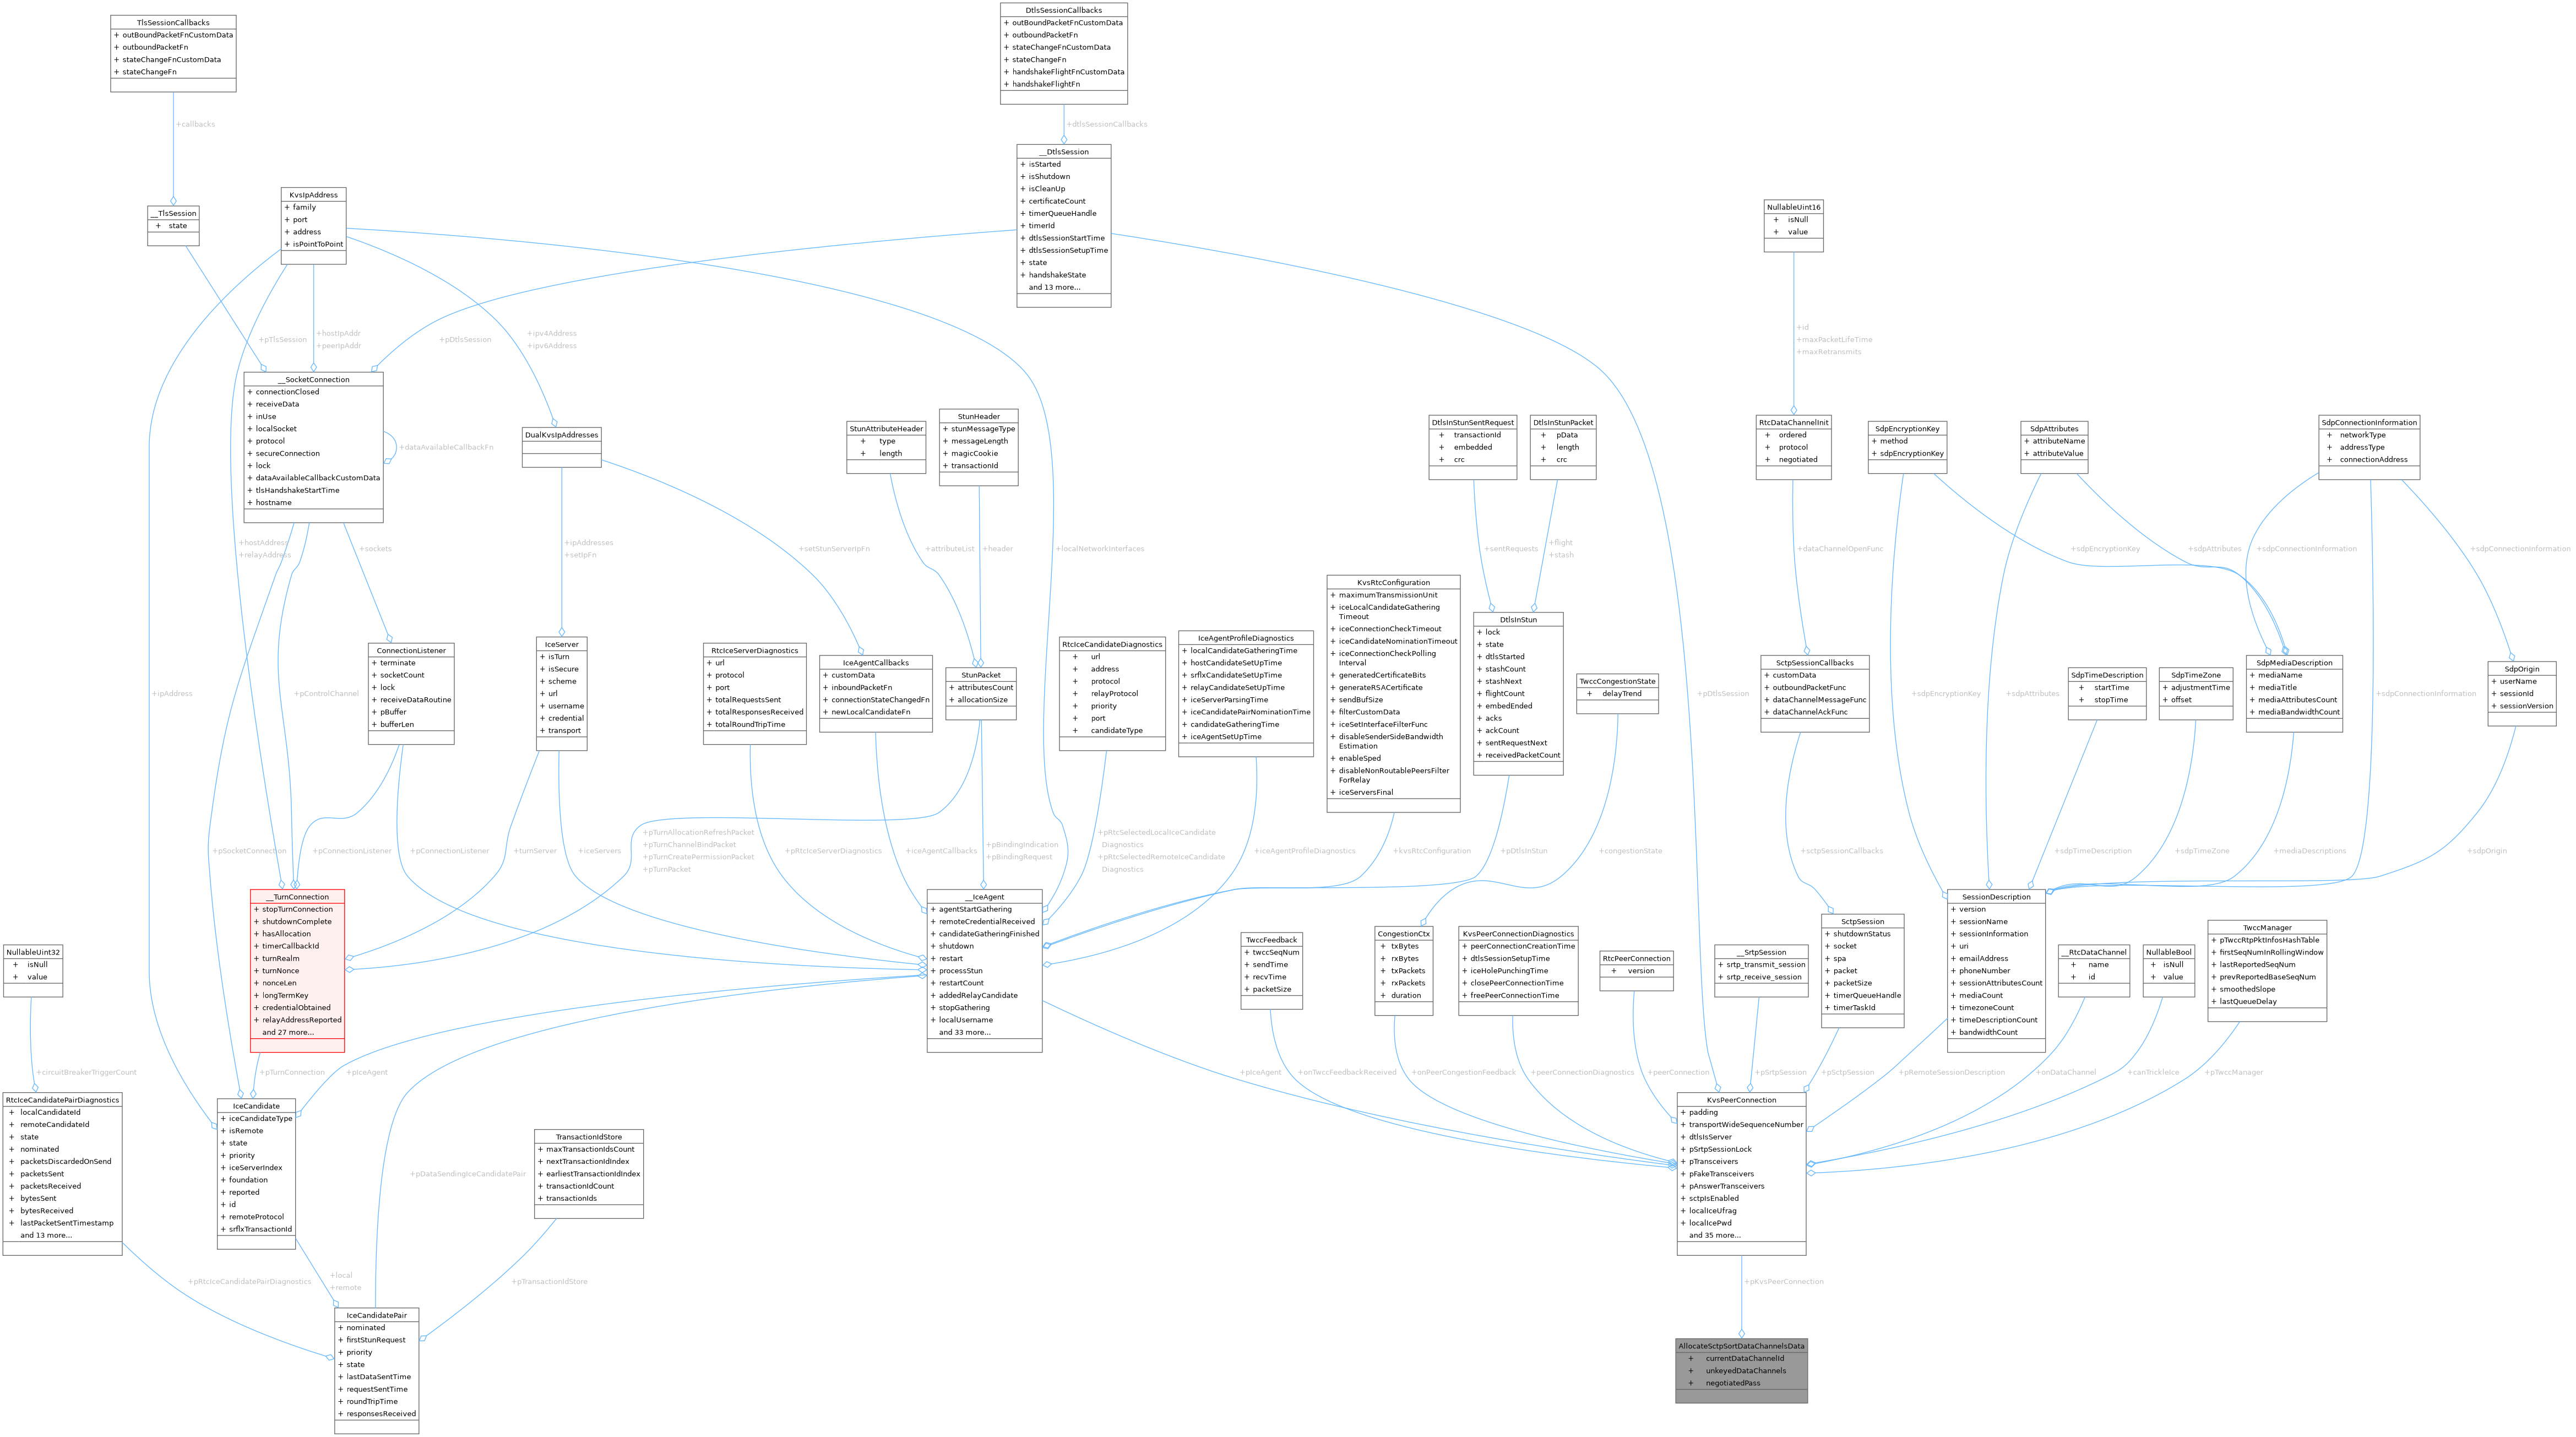 TlsSessionCallbacks
+ outBoundPacketFnCustomData
+ outboundPacketFn
+ stateChangeFnCustomData
+ stateChangeFn
DtlsSessionCallbacks
+ outBoundPacketFnCustomData
+ outboundPacketFn
+ stateChangeFnCustomData
+ stateChangeFn
+ handshakeFlightFnCustomData
+ handshakeFlightFn
+callbacks
+dtlsSessionCallbacks
__DtlsSession
+ isStarted
+ isShutdown
+ isCleanUp
+ certificateCount
+ timerQueueHandle
+ timerId
+ dtlsSessionStartTime
+ dtlsSessionSetupTime
+ state
+ handshakeState
and 13 more...
KvsIpAddress
+ family
+ port
+ address
+ isPointToPoint
__TlsSession
+ state
NullableUint16
+ isNull
+ value
+pTlsSession
+hostIpAddr
+peerIpAddr
+pDtlsSession
+ipv4Address
+ipv6Address
+id
+maxPacketLifeTime
+maxRetransmits
__SocketConnection
+ connectionClosed
+ receiveData
+ inUse
+ localSocket
+ protocol
+ secureConnection
+ lock
+ dataAvailableCallbackCustomData
+ tlsHandshakeStartTime
+ hostname
+dataAvailableCallbackFn
DualKvsIpAddresses
StunAttributeHeader
+ type
+ length
StunHeader
+ stunMessageType
+ messageLength
+ magicCookie
+ transactionId
DtlsInStunSentRequest
+ transactionId
+ embedded
+ crc
DtlsInStunPacket
+ pData
+ length
+ crc
RtcDataChannelInit
+ ordered
+ protocol
+ negotiated
SdpEncryptionKey
+ method
+ sdpEncryptionKey
SdpAttributes
+ attributeName
+ attributeValue
SdpConnectionInformation
+ networkType
+ addressType
+ connectionAddress
+hostAddress
+relayAddress
+sockets
+ipAddresses
+setIpFn
+setStunServerIpFn
+attributeList
+header
+localNetworkInterfaces
+sentRequests
+flight
+stash
+dataChannelOpenFunc
+sdpEncryptionKey
+sdpAttributes
+sdpConnectionInformation
+sdpConnectionInformation
ConnectionListener
+ terminate
+ socketCount
+ lock
+ receiveDataRoutine
+ pBuffer
+ bufferLen
IceServer
+ isTurn
+ isSecure
+ scheme
+ url
+ username
+ credential
+ transport
RtcIceServerDiagnostics
+ url
+ protocol
+ port
+ totalRequestsSent
+ totalResponsesReceived
+ totalRoundTripTime
IceAgentCallbacks
+ customData
+ inboundPacketFn
+ connectionStateChangedFn
+ newLocalCandidateFn
StunPacket
+ attributesCount
+ allocationSize
RtcIceCandidateDiagnostics
+ url
+ address
+ protocol
+ relayProtocol
+ priority
+ port
+ candidateType
IceAgentProfileDiagnostics
+ localCandidateGatheringTime
+ hostCandidateSetUpTime
+ srflxCandidateSetUpTime
+ relayCandidateSetUpTime
+ iceServerParsingTime
+ iceCandidatePairNominationTime
+ candidateGatheringTime
+ iceAgentSetUpTime
KvsRtcConfiguration
+ maximumTransmissionUnit
+ iceLocalCandidateGathering
Timeout
+ iceConnectionCheckTimeout
+ iceCandidateNominationTimeout
+ iceConnectionCheckPolling
Interval
+ generatedCertificateBits
+ generateRSACertificate
+ sendBufSize
+ filterCustomData
+ iceSetInterfaceFilterFunc
+ disableSenderSideBandwidth
Estimation
+ enableSped
+ disableNonRoutablePeersFilter
ForRelay
+ iceServersFinal
DtlsInStun
+ lock
+ state
+ dtlsStarted
+ stashCount
+ stashNext
+ flightCount
+ embedEnded
+ acks
+ ackCount
+ sentRequestNext
+ receivedPacketCount
TwccCongestionState
+ delayTrend
SctpSessionCallbacks
+ customData
+ outboundPacketFunc
+ dataChannelMessageFunc
+ dataChannelAckFunc
SdpTimeDescription
+ startTime
+ stopTime
SdpTimeZone
+ adjustmentTime
+ offset
SdpMediaDescription
+ mediaName
+ mediaTitle
+ mediaAttributesCount
+ mediaBandwidthCount
SdpOrigin
+ userName
+ sessionId
+ sessionVersion
+ipAddress
+pControlChannel
+pDtlsSession
+sdpEncryptionKey
+sdpAttributes
+sdpConnectionInformation
+pSocketConnection
+pConnectionListener
+pConnectionListener
+turnServer
+iceServers
+pTurnAllocationRefreshPacket
+pTurnChannelBindPacket
+pTurnCreatePermissionPacket
+pTurnPacket
+pRtcIceServerDiagnostics
+iceAgentCallbacks
+pBindingIndication
+pBindingRequest
+pRtcSelectedLocalIceCandidate
Diagnostics
+pRtcSelectedRemoteIceCandidate
Diagnostics
+iceAgentProfileDiagnostics
+kvsRtcConfiguration
+pDtlsInStun
+congestionState
+sctpSessionCallbacks
+sdpTimeDescription
+sdpTimeZone
+mediaDescriptions
+sdpOrigin
__TurnConnection
+ stopTurnConnection
+ shutdownComplete
+ hasAllocation
+ timerCallbackId
+ turnRealm
+ turnNonce
+ nonceLen
+ longTermKey
+ credentialObtained
+ relayAddressReported
and 27 more...
__IceAgent
+ agentStartGathering
+ remoteCredentialReceived
+ candidateGatheringFinished
+ shutdown
+ restart
+ processStun
+ restartCount
+ addedRelayCandidate
+ stopGathering
+ localUsername
and 33 more...
NullableUint32
+ isNull
+ value
TwccFeedback
+ twccSeqNum
+ sendTime
+ recvTime
+ packetSize
CongestionCtx
+ txBytes
+ rxBytes
+ txPackets
+ rxPackets
+ duration
KvsPeerConnectionDiagnostics
+ peerConnectionCreationTime
+ dtlsSessionSetupTime
+ iceHolePunchingTime
+ closePeerConnectionTime
+ freePeerConnectionTime
RtcPeerConnection
+ version
__SrtpSession
+ srtp_transmit_session
+ srtp_receive_session
SctpSession
+ shutdownStatus
+ socket
+ spa
+ packet
+ packetSize
+ timerQueueHandle
+ timerTaskId
SessionDescription
+ version
+ sessionName
+ sessionInformation
+ uri
+ emailAddress
+ phoneNumber
+ sessionAttributesCount
+ mediaCount
+ timezoneCount
+ timeDescriptionCount
+ bandwidthCount
__RtcDataChannel
+ name
+ id
NullableBool
+ isNull
+ value
TwccManager
+ pTwccRtpPktInfosHashTable
+ firstSeqNumInRollingWindow
+ lastReportedSeqNum
+ prevReportedBaseSeqNum
+ smoothedSlope
+ lastQueueDelay
+circuitBreakerTriggerCount
+pTurnConnection
+pIceAgent
+pIceAgent
+onTwccFeedbackReceived
+onPeerCongestionFeedback
+peerConnectionDiagnostics
+peerConnection
+pSrtpSession
+pSctpSession
+pRemoteSessionDescription
+onDataChannel
+canTrickleIce
+pTwccManager
RtcIceCandidatePairDiagnostics
+ localCandidateId
+ remoteCandidateId
+ state
+ nominated
+ packetsDiscardedOnSend
+ packetsSent
+ packetsReceived
+ bytesSent
+ bytesReceived
+ lastPacketSentTimestamp
and 13 more...
IceCandidate
+ iceCandidateType
+ isRemote
+ state
+ priority
+ iceServerIndex
+ foundation
+ reported
+ id
+ remoteProtocol
+ srflxTransactionId
+pDataSendingIceCandidatePair
TransactionIdStore
+ maxTransactionIdsCount
+ nextTransactionIdIndex
+ earliestTransactionIdIndex
+ transactionIdCount
+ transactionIds
KvsPeerConnection
+ padding
+ transportWideSequenceNumber
+ dtlsIsServer
+ pSrtpSessionLock
+ pTransceivers
+ pFakeTransceivers
+ pAnswerTransceivers
+ sctpIsEnabled
+ localIceUfrag
+ localIcePwd
and 35 more...
+pRtcIceCandidatePairDiagnostics
+local
+remote
+pTransactionIdStore
+pKvsPeerConnection
IceCandidatePair
+ nominated
+ firstStunRequest
+ priority
+ state
+ lastDataSentTime
+ requestSentTime
+ roundTripTime
+ responsesReceived
AllocateSctpSortDataChannelsData
+ currentDataChannelId
+ unkeyedDataChannels
+ negotiatedPass